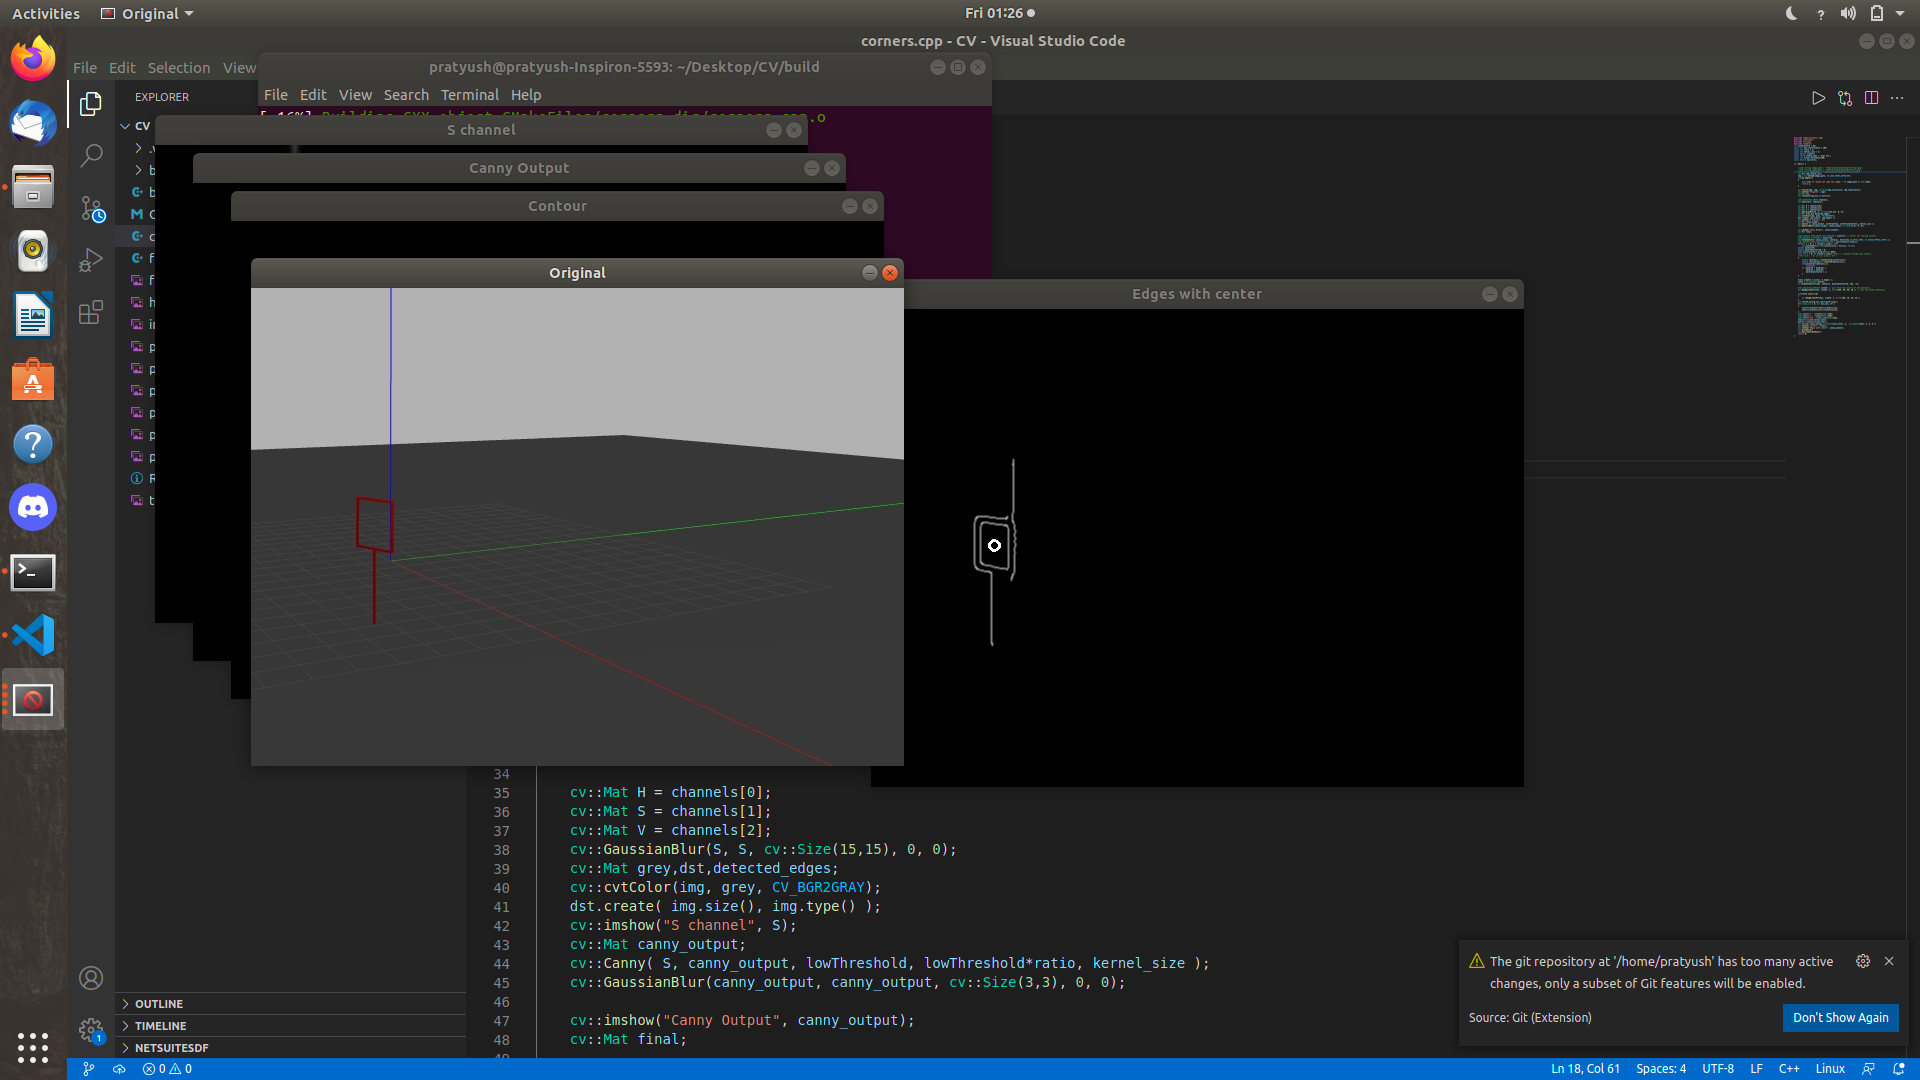 Activities
Original
Fri 01:26
corners.cpp - CV - Visual Studio Code
File Edit Selection View
pratyush@pratyush-Inspiron-5593: ~/Desktop/CV/build
File Edit View Search Terminal Help
EXPLORER
CV
S channel
Canny Output
Contour
Original
Edges with center
34
35 cv::Mat H = channels[0];
36 cv::Mat S = channels[1];
37 cv::Mat V = channels[2];
38 cv::GaussianBlur(S, S, cv::Size(15,15), 0, 0);
39 cv::Mat grey,dst,detected_edges;
40 cv::cvtColor(img, grey, CV_BGR2GRAY);
41 dst.create( img.size(), img.type() );
42 cv::imshow("S channel", S);
43 cv::Mat canny_output;
44 cv::Canny( S, canny_output, lowThreshold, lowThreshold*ratio, kernel_size );
45 cv::GaussianBlur(canny_output, canny_output, cv::Size(3,3), 0, 0);
46
47 cv::imshow("Canny Output", canny_output);
48 cv::Mat final;
OUTLINE
TIMELINE
NETSUITESDF
1
The git repository at '/home/pratyush' has too many active
changes, only a subset of Git features will be enabled.
Source: Git (Extension)
Don't Show Again
0 0
Ln 18, Col 61 Spaces: 4 UTF-8 LF C++ Linux